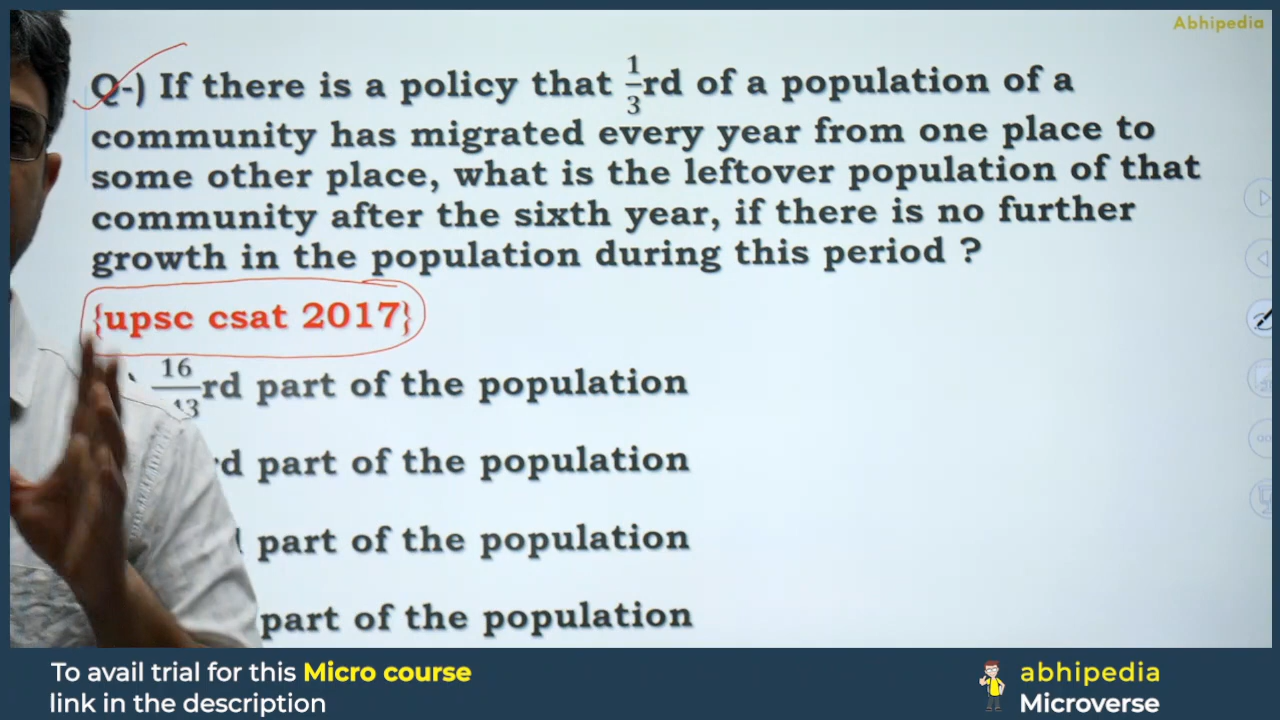 Abhipedia
Q-) If there is a policy that 1/3rd of a population of a
community has migrated every year from one place to
some other place, what is the leftover population of that
community after the sixth year, if there is no further
growth in the population during this period ?
{upsc csat 2017}
16/43rd part of the population
rd part of the population
part of the population
part of the population
To avail trial for this Micro course
link in the description
abhipedia
Microverse